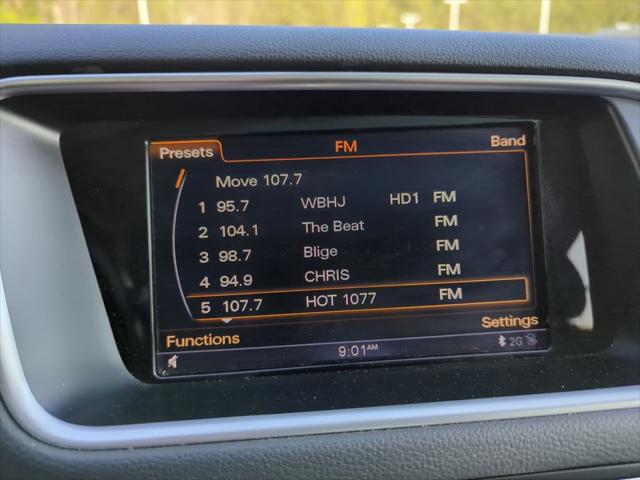 Presets FM Band
Move 107.7
1 95.7 WBHJ HD1 FM
2 104.1 The Beat FM
3 98.7 Blige FM
4 94.9 CHRIS FM
5 107.7 HOT 1077 FM
Functions Settings
9:01AM 2G